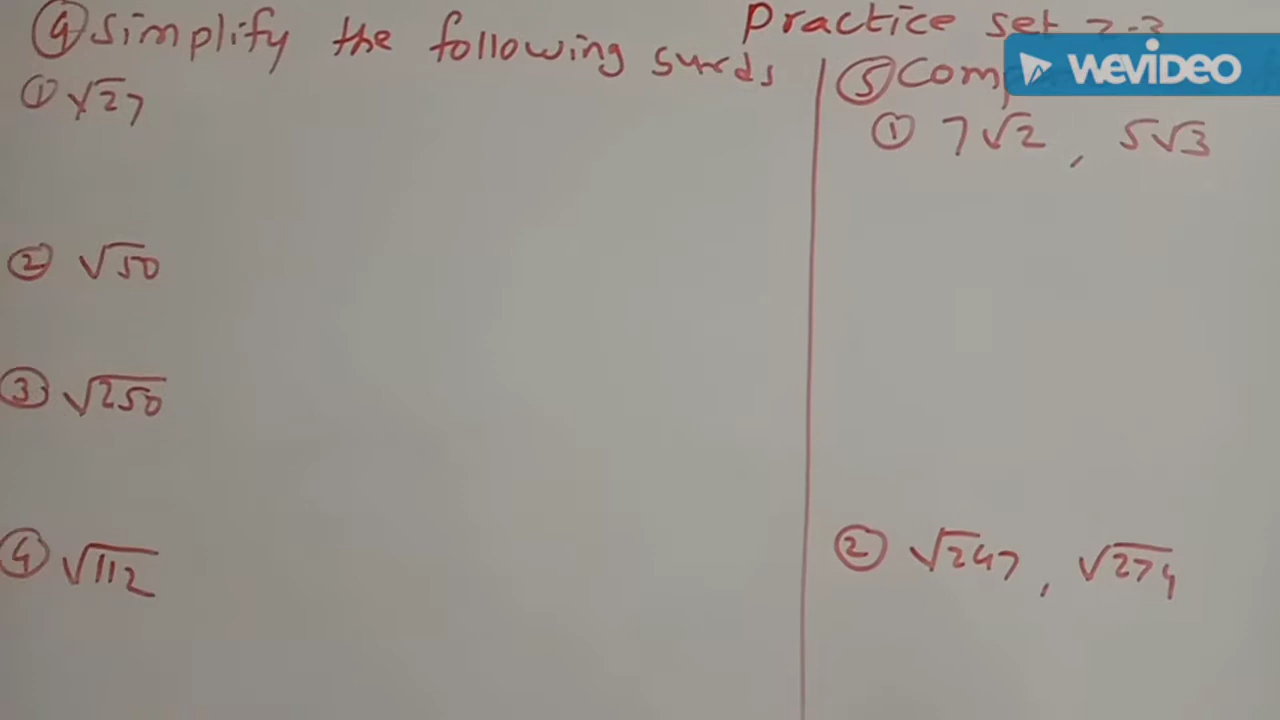 Practice set 2.3
④ Simplify the following surds
① √27
② √50
③ √250
④ √112
⑤
① 7√2 , 5√3
② √247 , √274
WEVIDEO